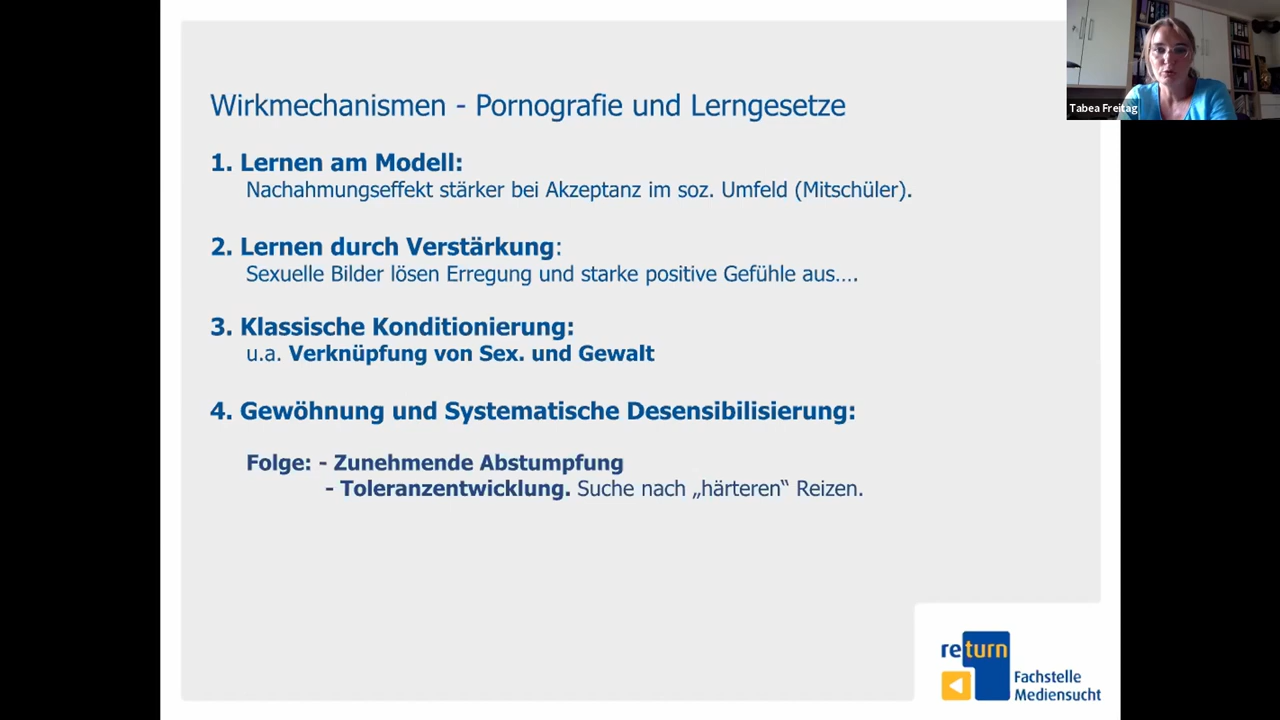 Wirkmechanismen - Pornografie und Lerngesetze
1. Lernen am Modell:
Nachahmungseffekt stärker bei Akzeptanz im soz. Umfeld (Mitschüler).
2. Lernen durch Verstärkung:
Sexuelle Bilder lösen Erregung und starke positive Gefühle aus….
3. Klassische Konditionierung:
u.a. Verknüpfung von Sex. und Gewalt
4. Gewöhnung und Systematische Desensibilisierung:
Folge: - Zunehmende Abstumpfung
- Toleranzentwicklung. Suche nach „härteren“ Reizen.
Tabea Freitag
return
Fachstelle
Mediensucht